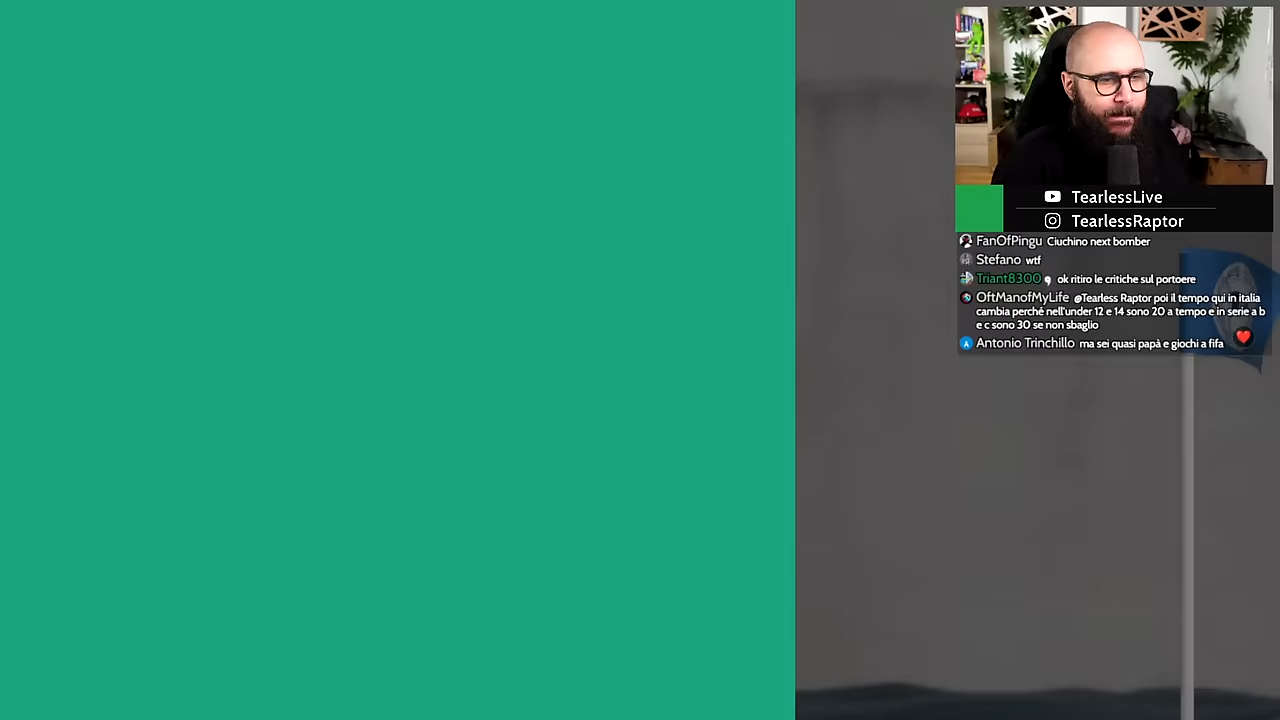 TearlessLive
TearlessRaptor
FanOfPingu Ciuchino next bomber
Stefano wtf
Triant8300 ok ritiro le critiche sul portoere
OftManofMyLife @Tearless Raptor poi il tempo qui in italia
cambia perché nell'under 12 e 14 sono 20 a tempo e in serie a b
e c sono 30 se non sbaglio
A Antonio Trinchillo ma sei quasi papà e giochi a fifa